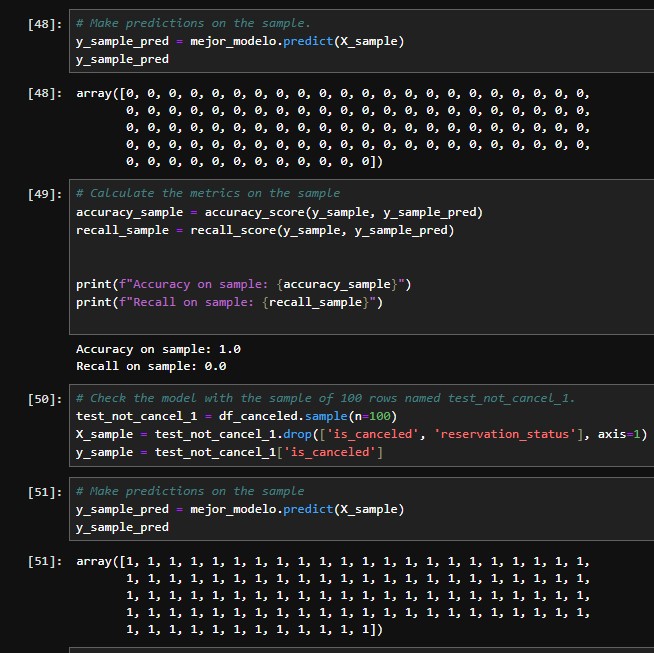 [48]: # Make predictions on the sample.
y_sample_pred = mejor_modelo.predict(X_sample)
y_sample_pred
[48]: array([0, 0, 0, 0, 0, 0, 0, 0, 0, 0, 0, 0, 0, 0, 0, 0, 0, 0, 0, 0, 0, 0,
0, 0, 0, 0, 0, 0, 0, 0, 0, 0, 0, 0, 0, 0, 0, 0, 0, 0, 0, 0, 0, 0,
0, 0, 0, 0, 0, 0, 0, 0, 0, 0, 0, 0, 0, 0, 0, 0, 0, 0, 0, 0, 0, 0,
0, 0, 0, 0, 0, 0, 0, 0, 0, 0, 0, 0, 0, 0, 0, 0, 0, 0, 0, 0, 0, 0,
0, 0, 0, 0, 0, 0, 0, 0, 0, 0, 0, 0])
[49]: # Calculate the metrics on the sample
accuracy_sample = accuracy_score(y_sample, y_sample_pred)
recall_sample = recall_score(y_sample, y_sample_pred)
print(f"Accuracy on sample: {accuracy_sample}")
print(f"Recall on sample: {recall_sample}")
Accuracy on sample: 1.0
Recall on sample: 0.0
[50]: # Check the model with the sample of 100 rows named test_not_cancel_1.
test_not_cancel_1 = df_canceled.sample(n=100)
X_sample = test_not_cancel_1.drop(['is_canceled', 'reservation_status'], axis=1)
y_sample = test_not_cancel_1['is_canceled']
[51]: # Make predictions on the sample
y_sample_pred = mejor_modelo.predict(X_sample)
y_sample_pred
[51]: array([1, 1, 1, 1, 1, 1, 1, 1, 1, 1, 1, 1, 1, 1, 1, 1, 1, 1, 1, 1, 1, 1,
1, 1, 1, 1, 1, 1, 1, 1, 1, 1, 1, 1, 1, 1, 1, 1, 1, 1, 1, 1, 1, 1,
1, 1, 1, 1, 1, 1, 1, 1, 1, 1, 1, 1, 1, 1, 1, 1, 1, 1, 1, 1, 1, 1,
1, 1, 1, 1, 1, 1, 1, 1, 1, 1, 1, 1, 1, 1, 1, 1, 1, 1, 1, 1, 1, 1,
1, 1, 1, 1, 1, 1, 1, 1, 1, 1, 1, 1])